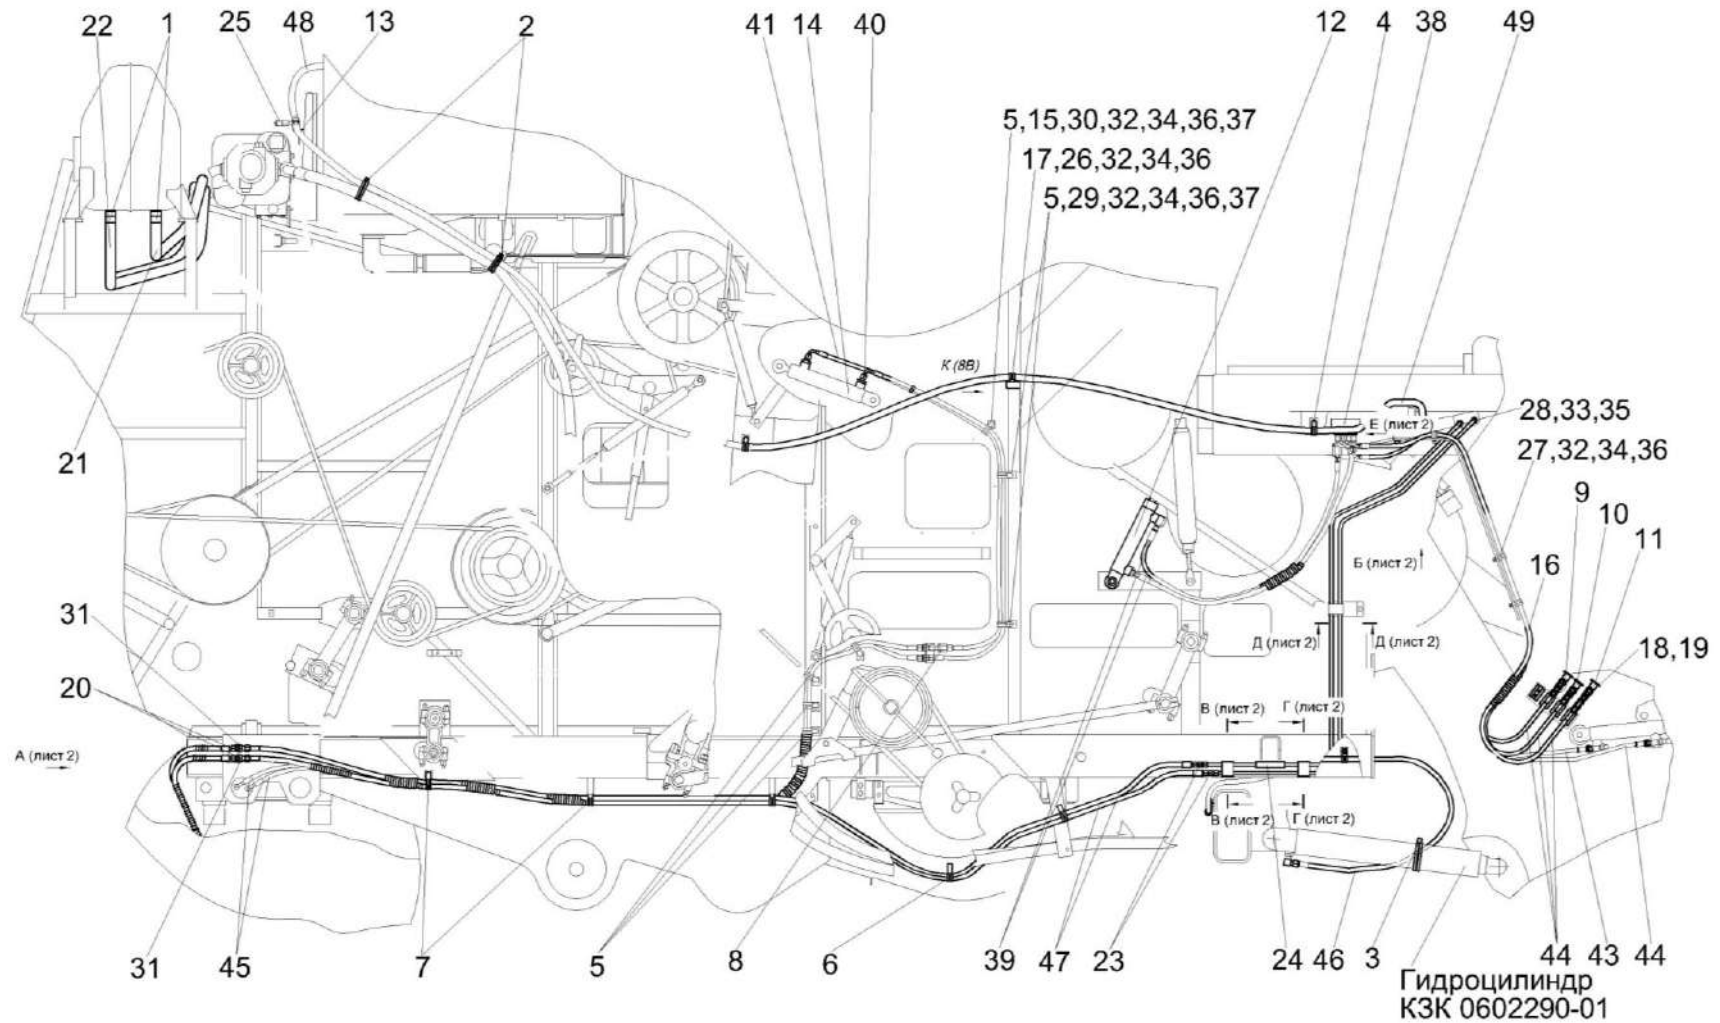 22 1 25 48 13 2 41 14 40 12 4 38 49
5,15,30,32,34,36,37
17,26,32,34,36
5,29,32,34,36,37
К (8В)
28,33,35
Е (лист 2)
21
27,32,34,36
9
10
11
Б (лист 2)
16
31
Д (лист 2) Д (лист 2)
18,19
20
В (лист 2) Г (лист 2)
А (лист 2)
В (лист 2) Г (лист 2)
31 45 7 5 8 6 39 47 23 24 46 3 44 43 44
Гидроцилиндр
КЗК 0602290-01